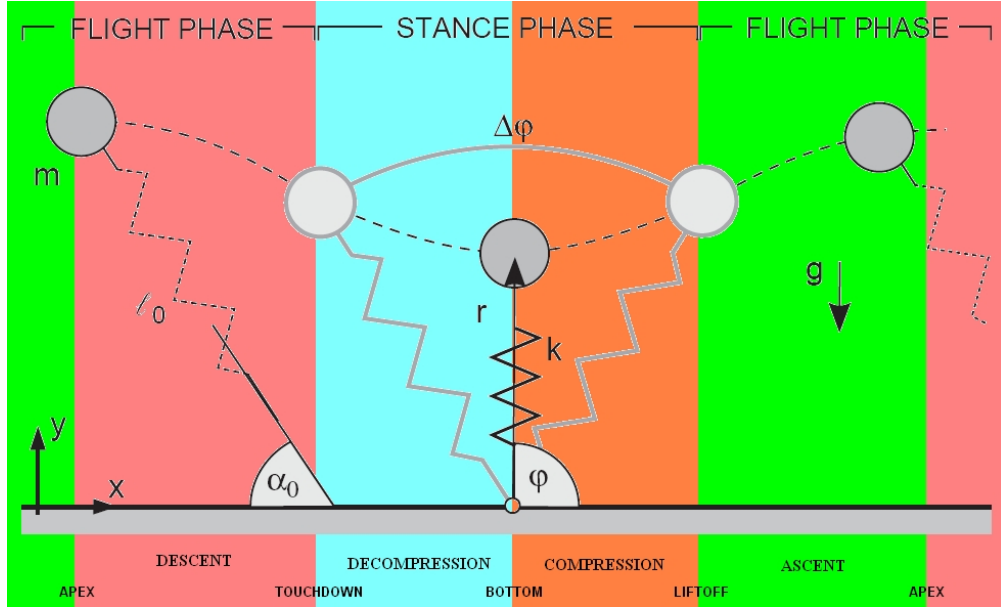 FLIGHT PHASE STANCE PHASE FLIGHT PHASE
Δφ
m
g
r
ℓ0
k
y
α0 φ
x
DESCENT DECOMPRESSION COMPRESSION ASCENT
APEX TOUCHDOWN BOTTOM LIFTOFF APEX